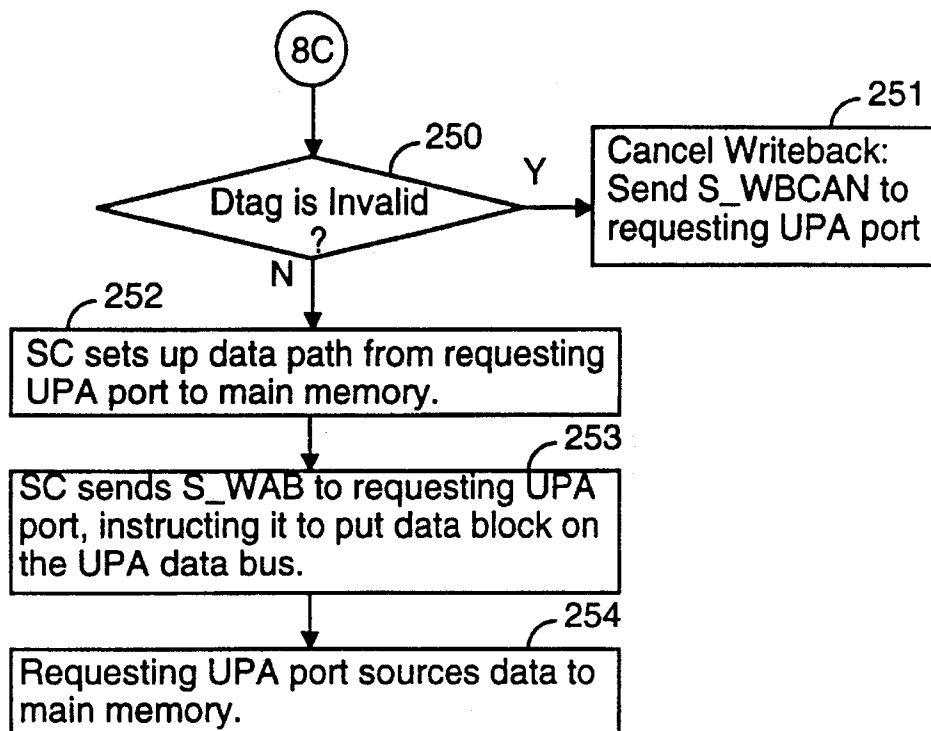 8C
250
Dtag is Invalid
?
Y
N
251
Cancel Writeback:
Send S_WBCAN to
requesting UPA port
252
SC sets up data path from requesting
UPA port to main memory.
253
SC sends S_WAB to requesting UPA
port, instructing it to put data block on
the UPA data bus.
254
Requesting UPA port sources data to
main memory.